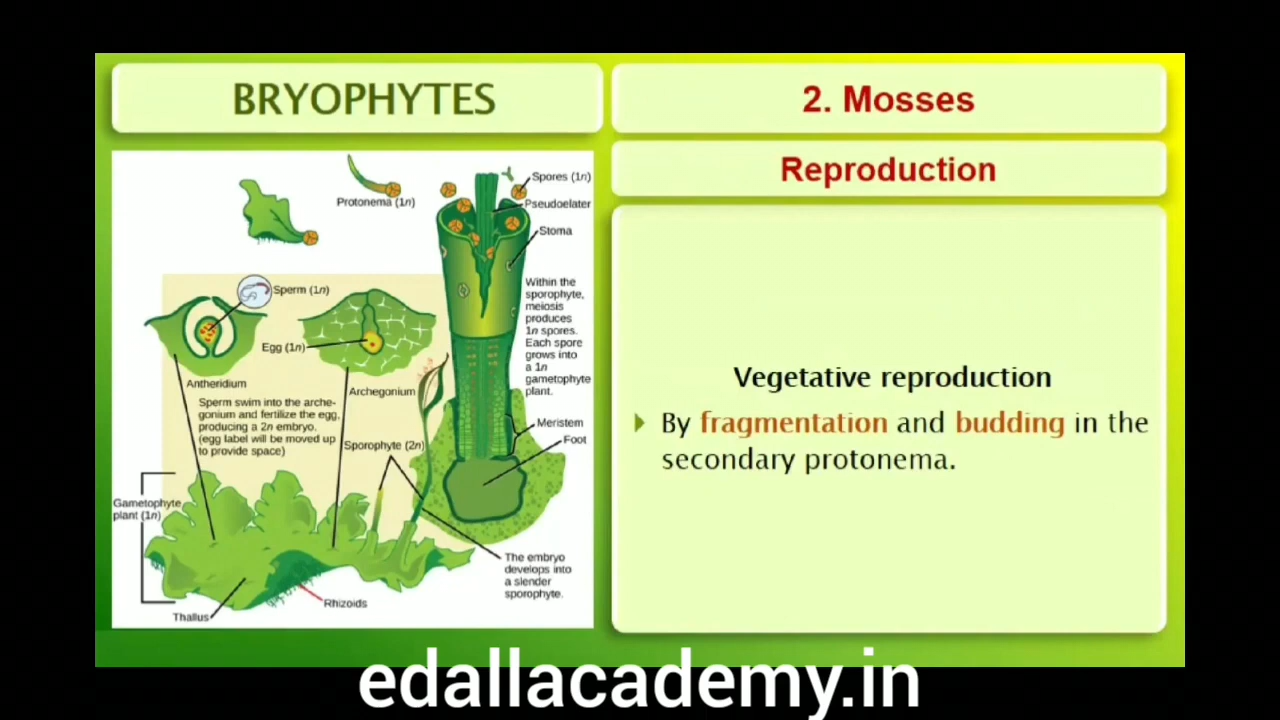 BRYOPHYTES
2. Mosses
Reproduction
Spores (1n)
Pseudoelater
Stoma
Protonema (1n)
Sperm (1n)
Egg (1n)
Antheridium
Archegonium
Within the
sporophyte,
meiosis
produces
1n spores.
Each spore
grows into
a 1n
gametophyte
plant.
Sperm swim into the arche-
gonium and fertilize the egg,
producing a 2n embryo.
(egg label will be moved up
to provide space)
Sporophyte (2n)
Meristem
Foot
Gametophyte
plant (1n)
The embryo
develops into
a slender
sporophyte.
Rhizoids
Thallus
Vegetative reproduction
By fragmentation and budding in the
secondary protonema.
edallacademy.in